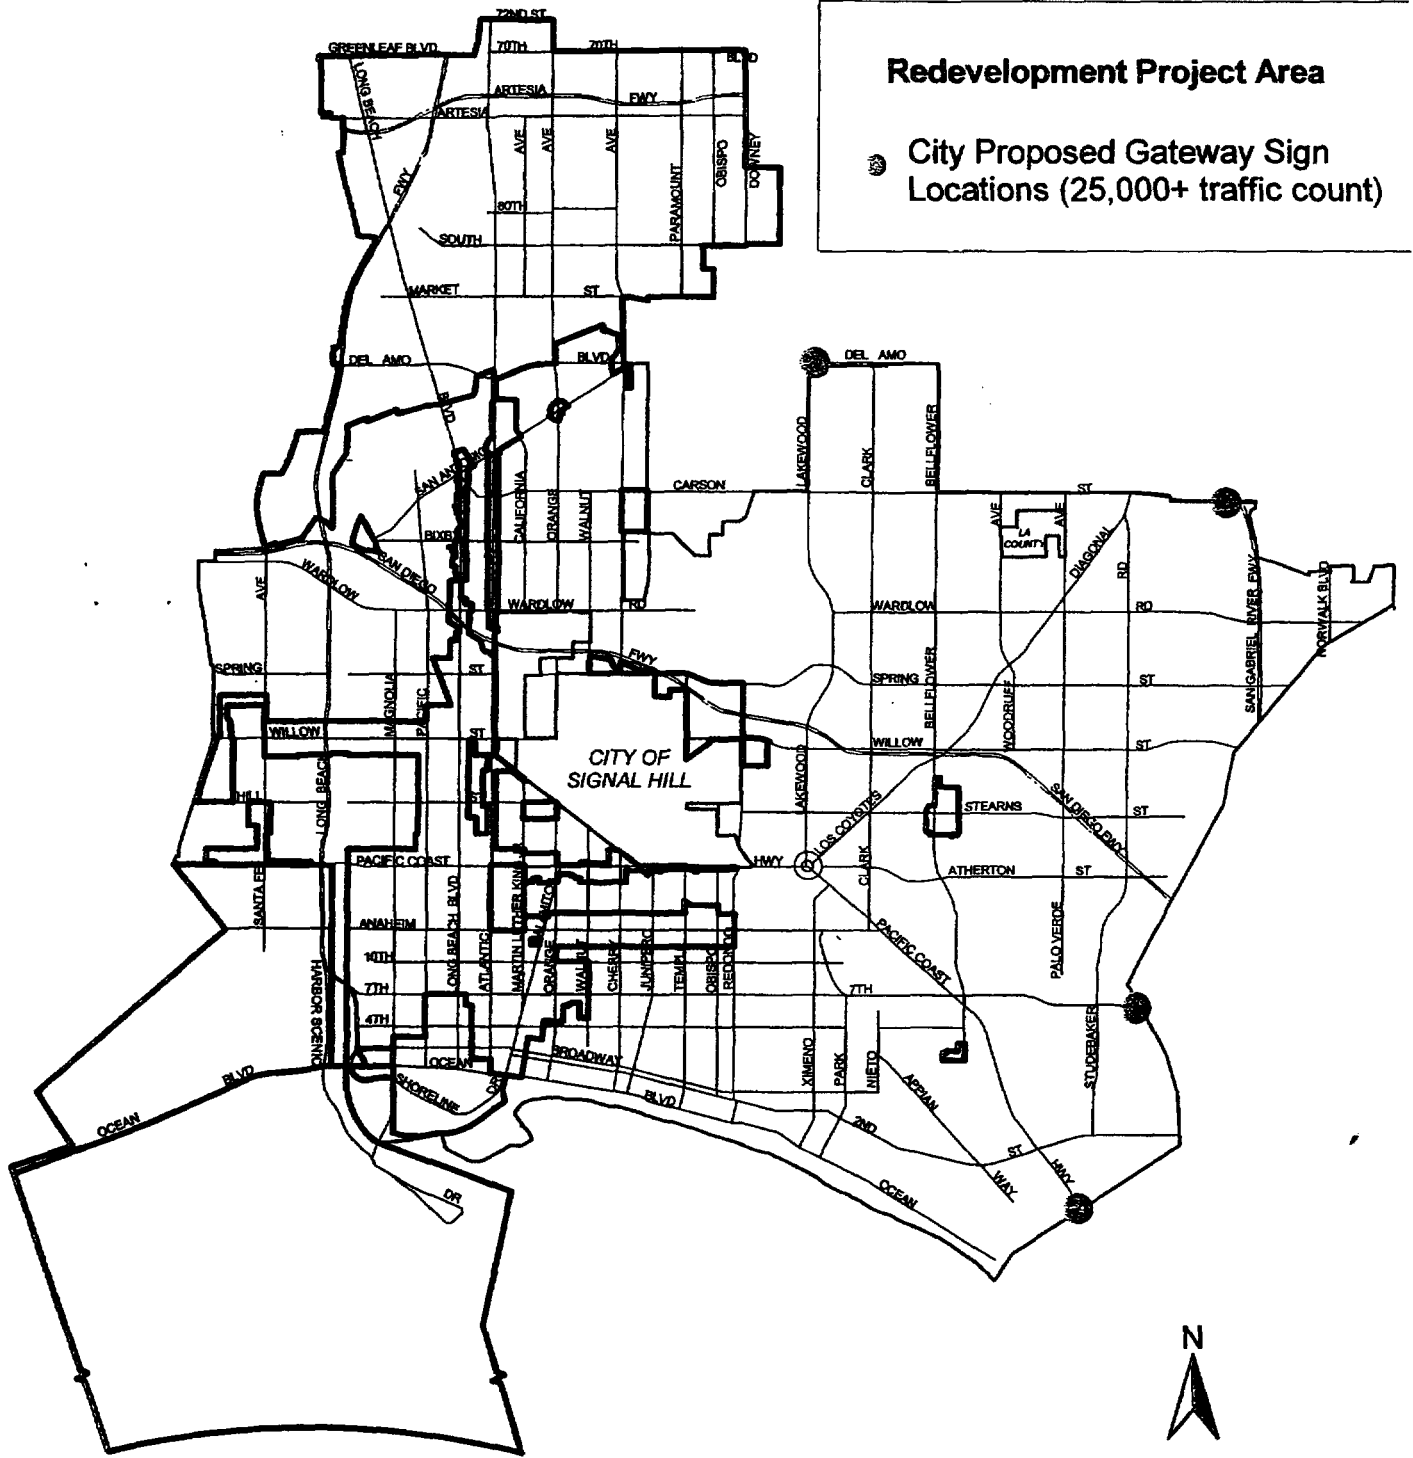 Redevelopment Project Area
City Proposed Gateway Sign
Locations (25,000+ traffic count)
72ND ST
GREENLEAF BLVD
70TH
70TH
BLVD
LONG BEACH
ARTESIA
FWY
ARTESIA
AVE
AVE
AVE
OBISPO
DOWNEY
PARAMOUNT
FWY
80TH
SOUTH
MARKET
ST
DEL AMO
BLVD
DEL AMO
BLVD
LAKEWOOD
CLARK
BELLFLOWER
CARSON
ST
CALIFORNIA
ORANGE
WALNUT
AVE
AVE
LA
COUNTY
DIAGONAL
RD
SAN GABRIEL RIVER FWY
NORWALK BLVD
SAN DIEGO
WARDLOW
AVE
WARDLOW
RD
WARDLOW
RD
SPRING
ST
FWY
SPRING
ST
MAGNOLIA
PACIFIC
BELLFLOWER
WOODRUFF
WILLOW
ST
CITY OF
SIGNAL HILL
WILLOW
ST
LONG BEACH
LAKEWOOD
HILL
ST
LOS COYOTES
STEARNS
ST
SAN DIEGO FWY
PACIFIC COAST
HWY
CLARK
ATHERTON
ST
SANTA FE
LONG BEACH BLVD
ATLANTIC
MARTIN LUTHER KING
ANAHEIM
ORANGE
CHERRY
JUNIPERO
OBISPO
REDONDO
PACIFIC COAST
PALO VERDE
10TH
HARBOR SCENIC
7TH
7TH
4TH
STUDEBAKER
BROADWAY
OCEAN
XIMENO
PARK
NIETO
APPIAN
BLVD
SHORELINE
DR
BLVD
OCEAN
2ND
ST
HWY
WAY
OCEAN
DR
N